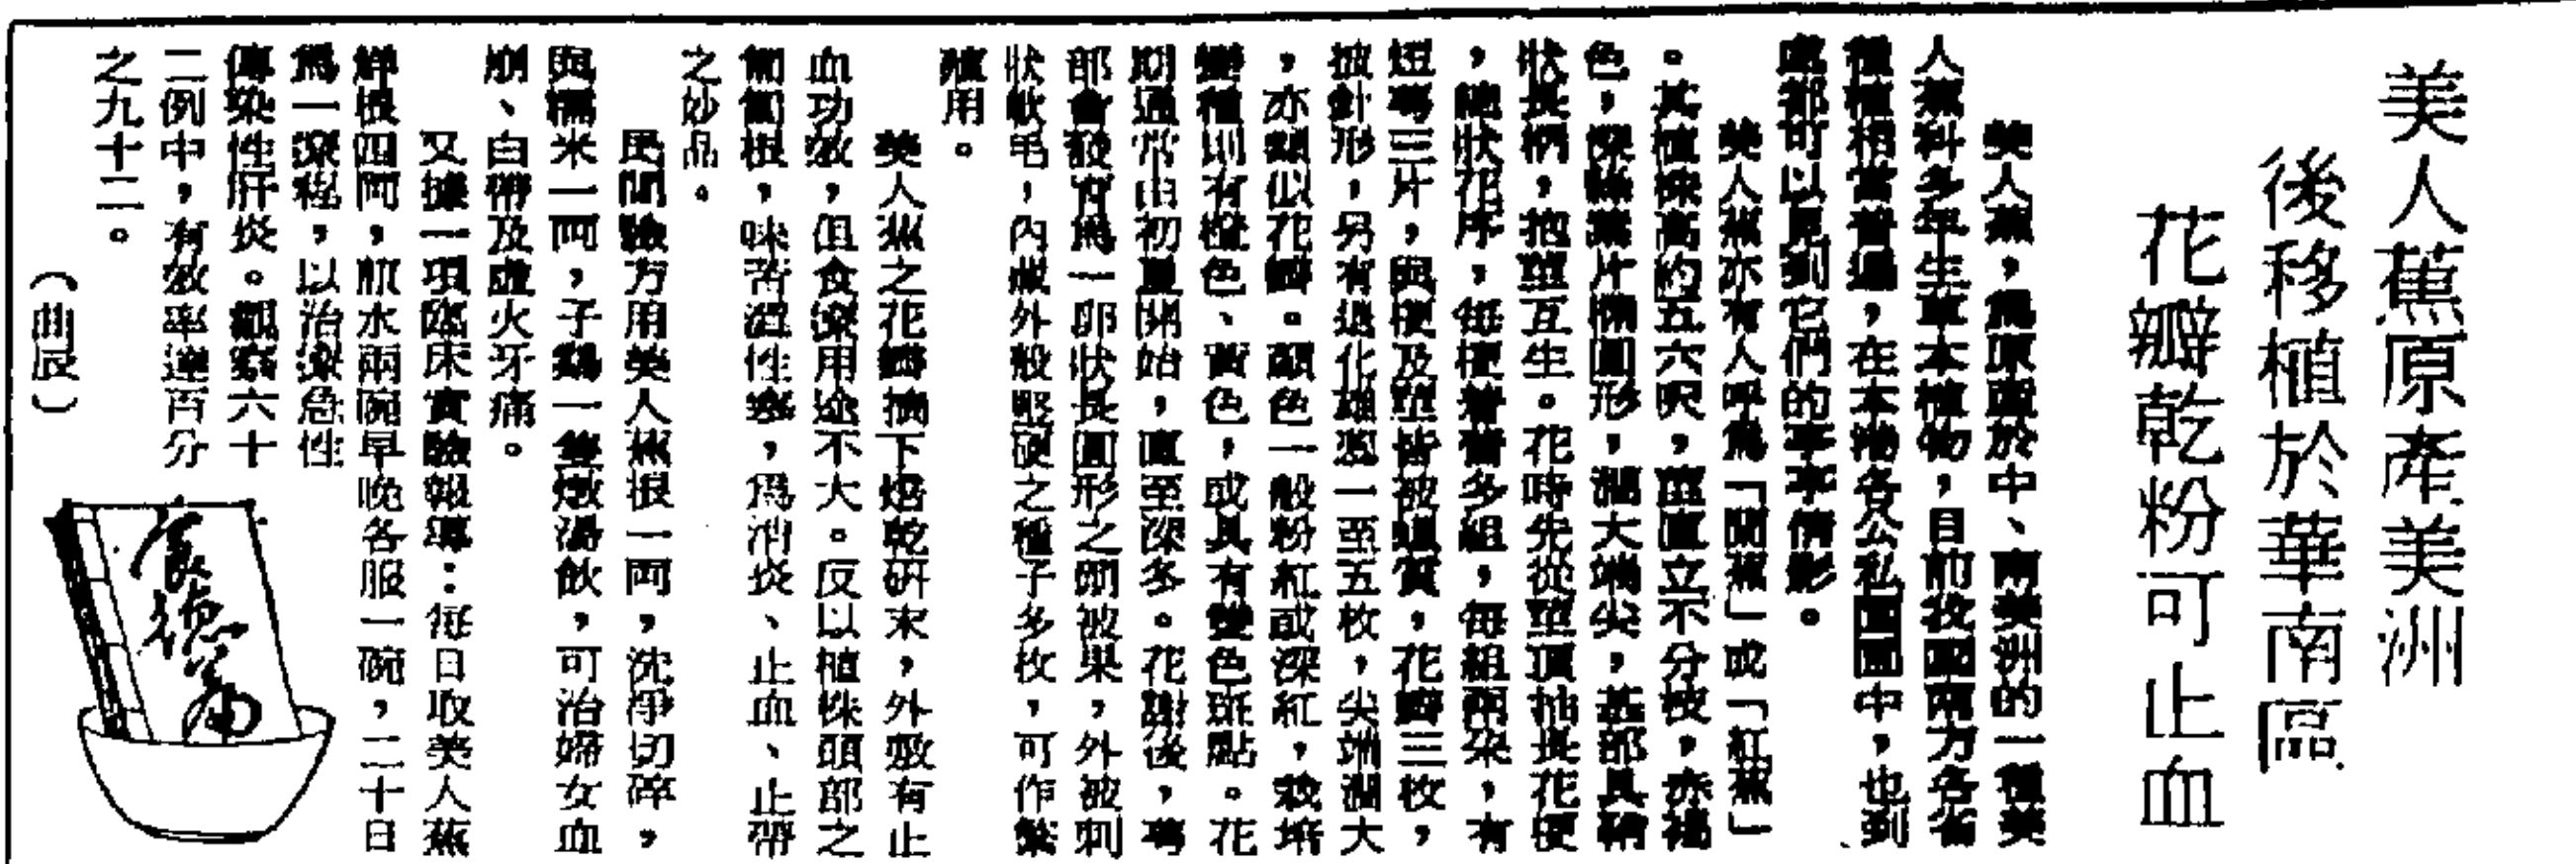 美人蕉原產美洲
後移植於華南區
花瓣乾粉可止血
美人蕉,爲原產於中、南美洲的一種美
人蕉科多年生草本植物,目前我國南方各省
種植相當普遍,在本港各公私園圃中,也到
處都可以見到它們的亭亭倩影。
美人蕉亦有人呼爲「蘭蕉」或「紅蕉」
。其植株高約五六呎,莖直立不分枝,赤褐
色,深綠葉片橢圓形,濶大端尖,基部具鞘
狀長柄,抱莖互生。花時先從莖頂抽長花梗
,總狀花序,每梗着蕾多組,每組兩朵,有
燈萼三片,與梗及莖皆被蠟質,花瓣三枚,
披針形,另有退化雄蕊一至五枚,尖端濶大
,亦類似花瓣。顏色一般粉紅或深紅,栽培
變種則有橙色、黃色,或具有雙色斑點。花
期通常由初夏開始,直至深冬。花謝後,萼
部會發育爲一卵狀長圓形之蒴被果,外被刺
狀軟毛,內藏外殼堅硬之種子多枚,可作繁
殖用。
美人蕉之花瓣摘下焙乾研末,外敷有止
血功效,但食療用途不大。反以植株頭部之
匍匐根,味苦澀性寒,爲消炎、止血、止帶
之妙品。
民間驗方用美人蕉根一両,洗淨切碎,
與糯米一両,子鷄一隻燉湯飲,可治婦女血
崩、白帶及虛火牙痛。
又據一項臨床實驗報導:每日取美人蕉
鮮根四両,煎水兩碗早晚各服一碗,二十日
爲一療程,以治療急性
傳染性肝炎。觀察六十
二例中,有效率達百分
之九十二。
(曲辰)
食德篇